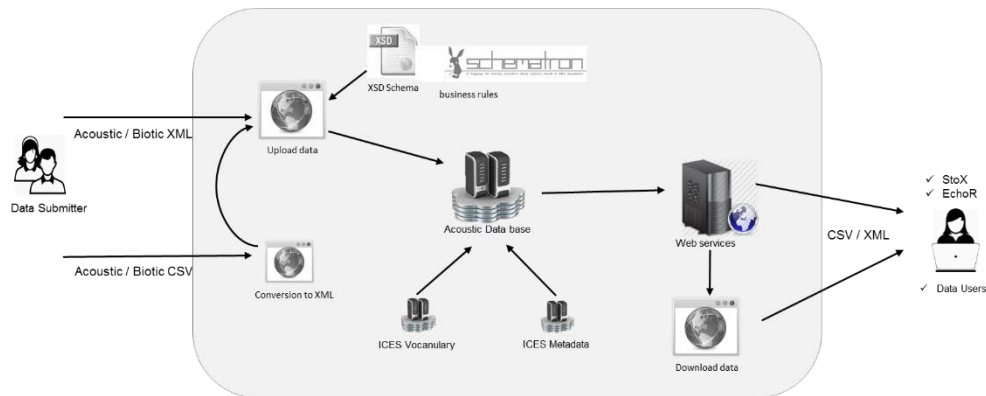 XSD
schematron
XSD Schema
business rules
Acoustic / Biotic XML
Upload data
Data Submitter
Acoustic / Biotic CSV
Conversion to XML
Acoustic Data base
ICES Vocanulary
ICES Metadata
Web services
Download data
CSV / XML
✓ StoX
✓ EchoR
✓ Data Users